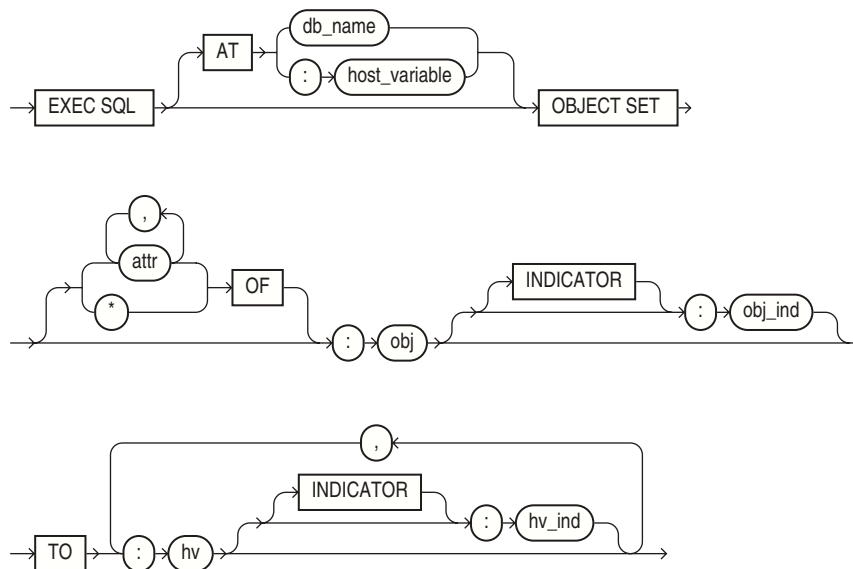 AT db_name
: host_variable
EXEC SQL OBJECT SET
,
attr
* OF INDICATOR
: obj : obj_ind
,
INDICATOR
: hv_ind
TO : hv